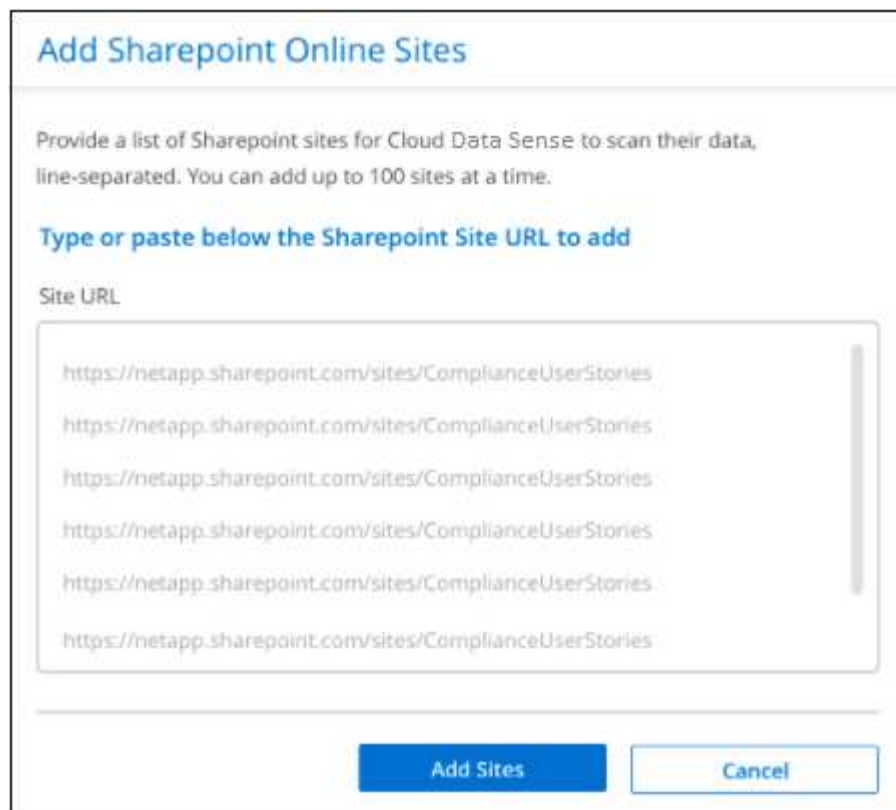 Add Sharepoint Online Sites
Provide a list of Sharepoint sites for Cloud Data Sense to scan their data,
line-separated. You can add up to 100 sites at a time.
Type or paste below the Sharepoint Site URL to add
Site URL
https://netapp.sharepoint.com/sites/ComplianceUserStories
https://netapp.sharepoint.com/sites/ComplianceUserStories
https://netapp.sharepoint.com/sites/ComplianceUserStories
https://netapp.sharepoint.com/sites/ComplianceUserStories
https://netapp.sharepoint.com/sites/ComplianceUserStories
https://netapp.sharepoint.com/sites/ComplianceUserStories
Add Sites
Cancel